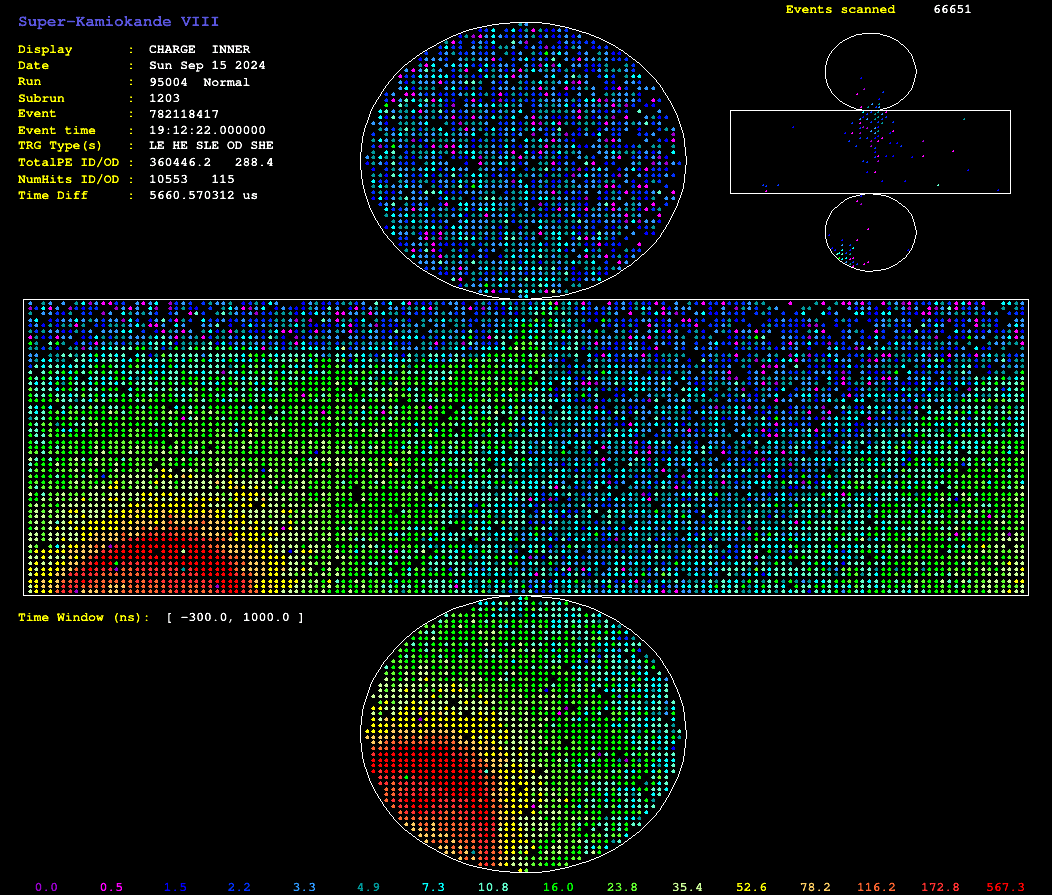 Super-Kamiokande VIII
Events scanned 66651
Display : CHARGE INNER
Date : Sun Sep 15 2024
Run : 95004 Normal
Subrun : 1203
Event : 782118417
Event time : 19:12:22.000000
TRG Type(s) : LE HE SLE OD SHE
TotalPE ID/OD : 360446.2 288.4
NumHits ID/OD : 10553 115
Time Diff : 5660.570312 us
Time Window (ns): [ -300.0, 1000.0 ]
0.0 0.5 1.5 2.2 3.3 4.9 7.3 10.8 16.0 23.8 35.4 52.6 78.2 116.2 172.8 567.3